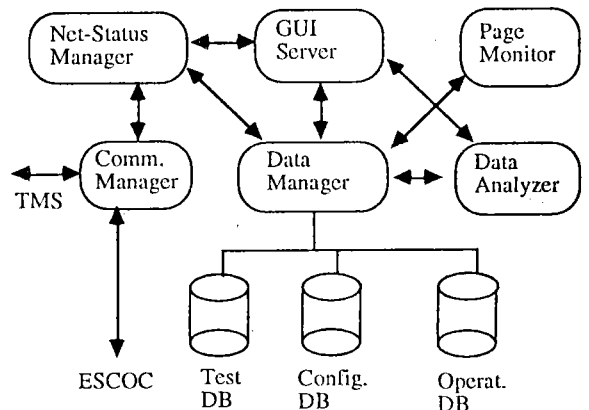 Net-Status
Manager
GUI
Server
Page
Monitor
Comm.
Manager
Data
Manager
Data
Analyzer
TMS
ESCOC
Test
DB
Config.
DB
Operat.
DB